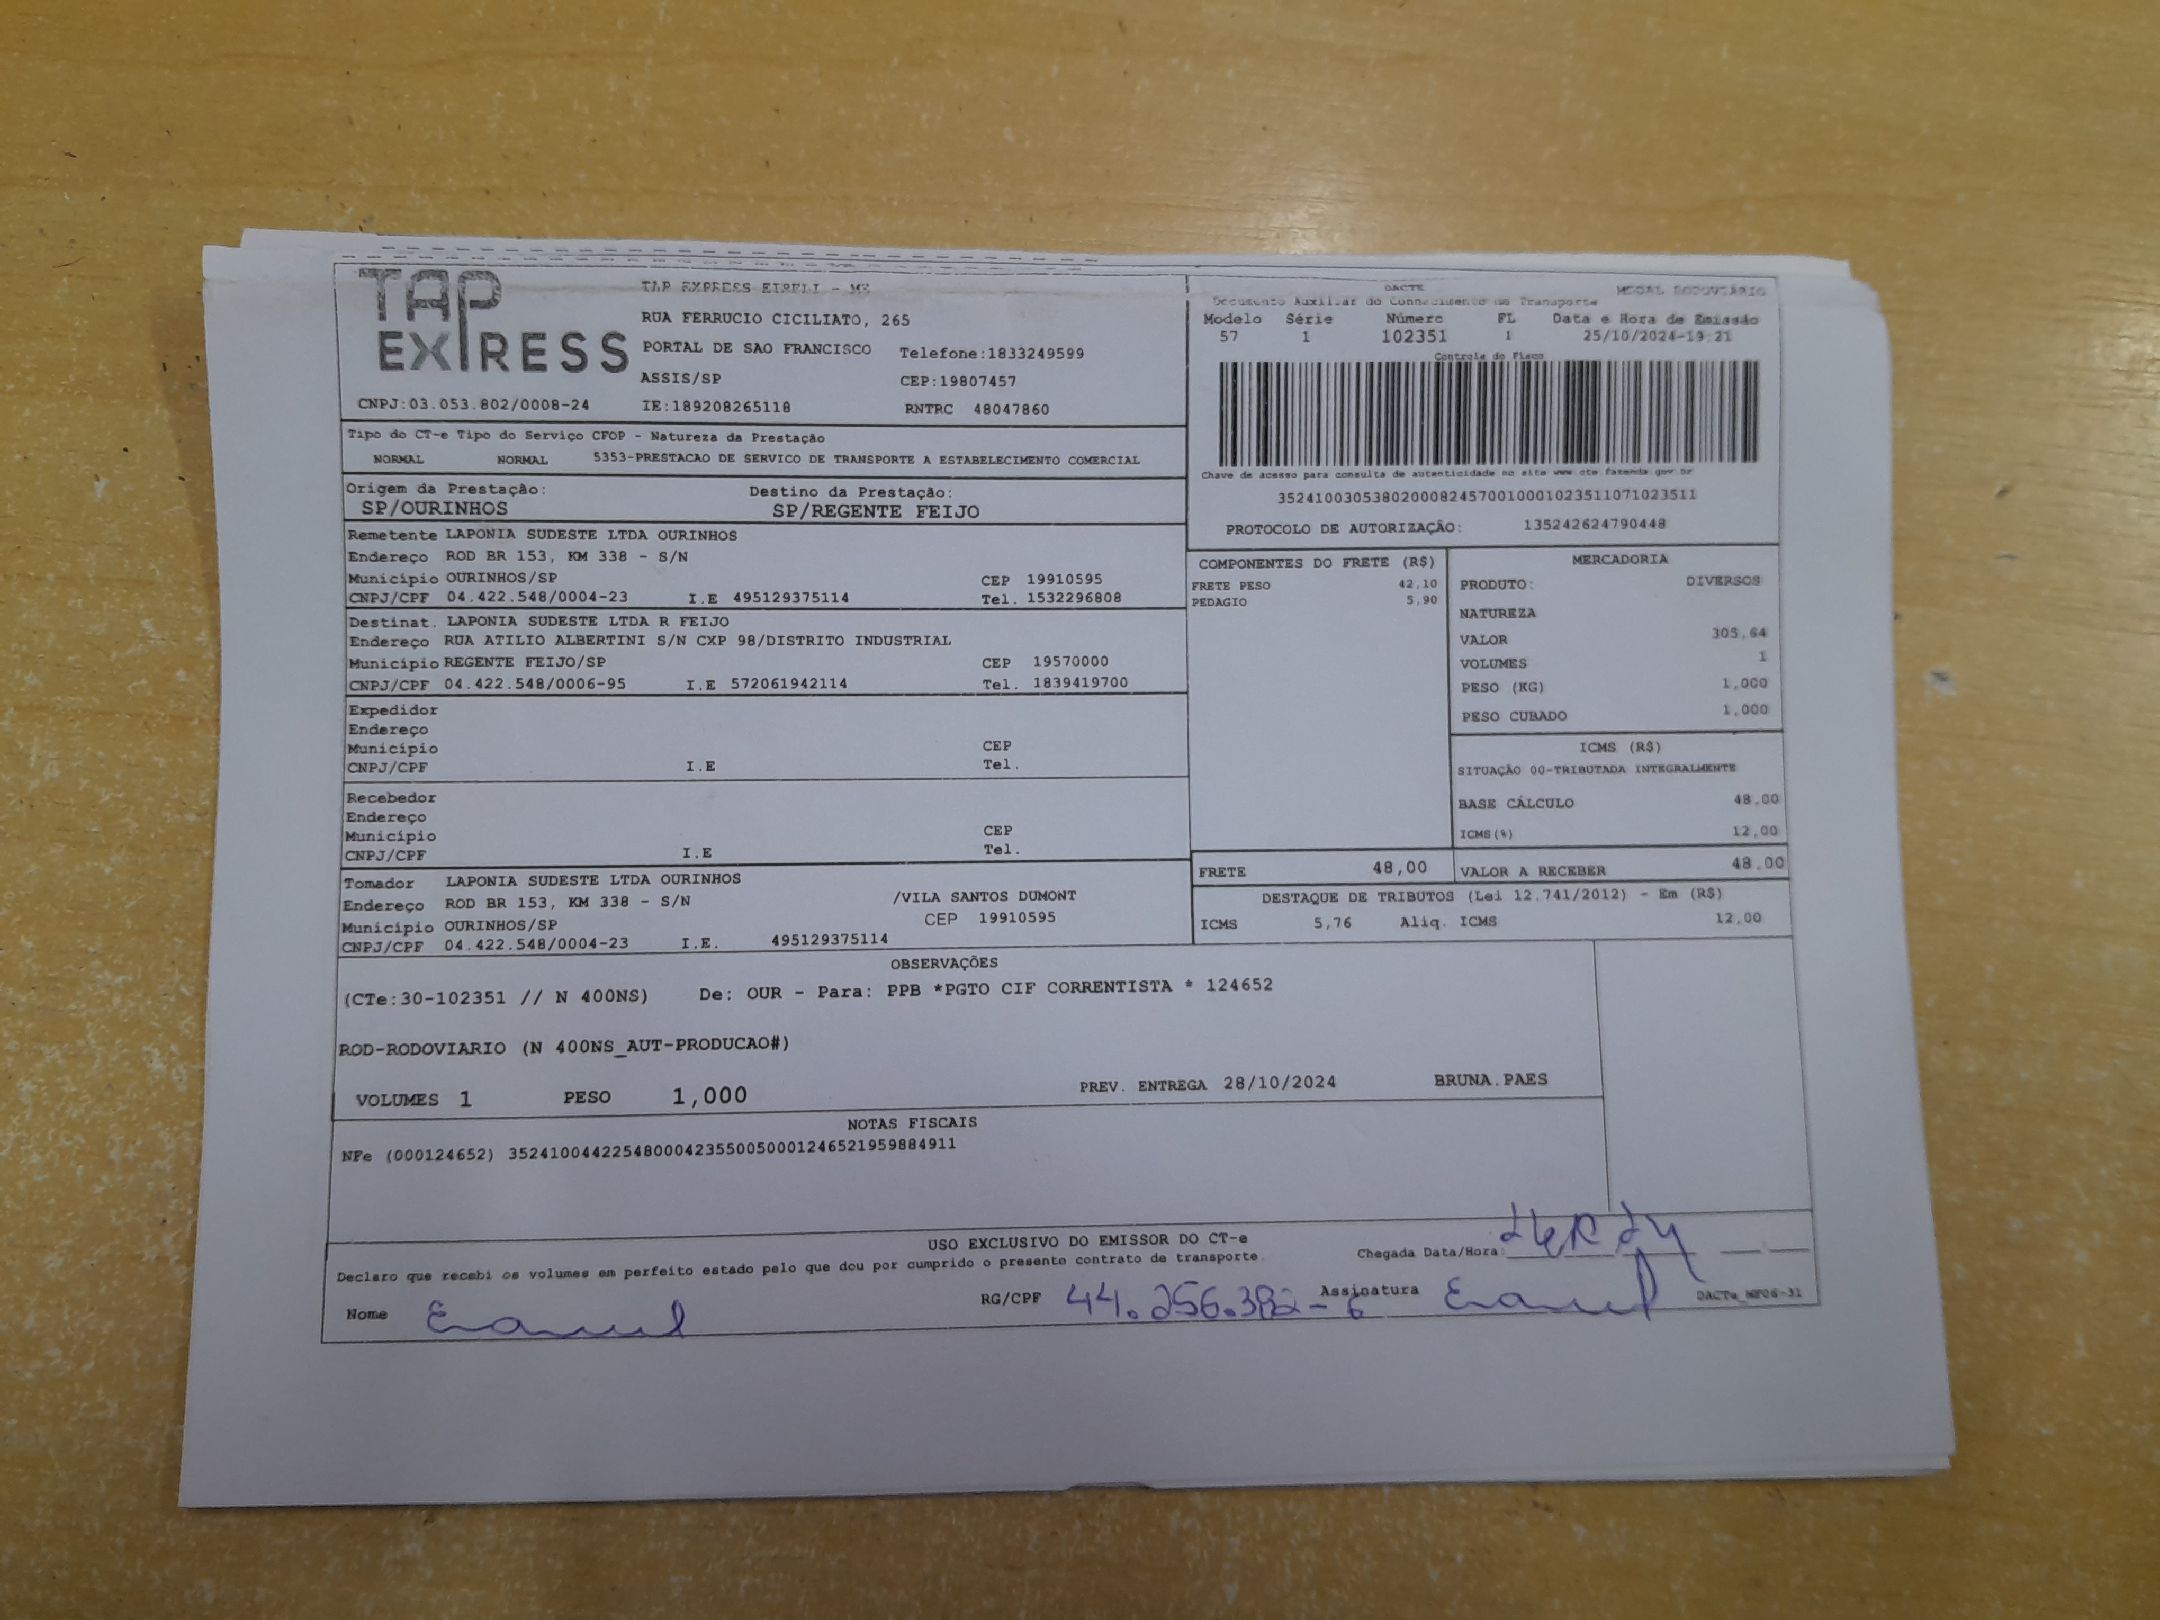 TAP
EXPRESS
TAP EXPRESS EIRELI - ME
RUA FERRUCIO CICILIATO, 265
PORTAL DE SAO FRANCISCO Telefone:1833249599
ASSIS/SP CEP:19807457
CNPJ:03.053.802/0008-24 IE:189208265118 RNTRC 48047860
DACTE MODAL RODOVIÁRIO
Documento Auxiliar do Conhecimento de Transporte
Modelo Série Número FL Data e Hora de Emissão
57 1 102351 1 25/10/2024-19:21
Controle do Fisco
Chave de acesso para consulta de autenticidade no site www.cte.fazenda.gov.br
35241003053802000824570010001023511071023511
PROTOCOLO DE AUTORIZAÇÃO: 135242624790448
Tipo do CT-e Tipo do Serviço CFOP - Natureza da Prestação
NORMAL NORMAL 5353-PRESTACAO DE SERVICO DE TRANSPORTE A ESTABELECIMENTO COMERCIAL
Origem da Prestação: Destino da Prestação:
SP/OURINHOS SP/REGENTE FEIJO
Remetente LAPONIA SUDESTE LTDA OURINHOS
Endereço ROD BR 153, KM 338 - S/N
Município OURINHOS/SP CEP 19910595
CNPJ/CPF 04.422.548/0004-23 I.E 495129375114 Tel. 1532296808
Destinat. LAPONIA SUDESTE LTDA R FEIJO
Endereço RUA ATILIO ALBERTINI S/N CXP 98/DISTRITO INDUSTRIAL
Município REGENTE FEIJO/SP CEP 19570000
CNPJ/CPF 04.422.548/0006-95 I.E 572061942114 Tel. 1839419700
Expedidor
Endereço
Município CEP
CNPJ/CPF I.E Tel.
Recebedor
Endereço
Município CEP
CNPJ/CPF I.E Tel.
Tomador LAPONIA SUDESTE LTDA OURINHOS
Endereço ROD BR 153, KM 338 - S/N /VILA SANTOS DUMONT
Município OURINHOS/SP CEP 19910595
CNPJ/CPF 04.422.548/0004-23 I.E. 495129375114
COMPONENTES DO FRETE (R$)
FRETE PESO 42,10
PEDAGIO 5,90
MERCADORIA
PRODUTO: DIVERSOS
NATUREZA
VALOR 305,64
VOLUMES 1
PESO (KG) 1,000
PESO CUBADO 1,000
ICMS (R$)
SITUAÇÃO 00-TRIBUTADA INTEGRALMENTE
BASE CÁLCULO 48,00
ICMS(%) 12,00
FRETE 48,00 VALOR A RECEBER 48,00
DESTAQUE DE TRIBUTOS (Lei 12.741/2012) - Em (R$)
ICMS 5,76 Aliq. ICMS 12,00
OBSERVAÇÕES
(CTe:30-102351 // N 400NS) De: OUR - Para: PPB *PGTO CIF CORRENTISTA * 124652
ROD-RODOVIARIO (N 400NS_AUT-PRODUCAO#)
VOLUMES 1 PESO 1,000 PREV. ENTREGA 28/10/2024 BRUNA.PAES
NOTAS FISCAIS
NFe (000124652) 35241004422548000423550050001246521959884911
USO EXCLUSIVO DO EMISSOR DO CT-e
Chegada Data/Hora:
Declaro que recebi os volumes em perfeito estado pelo que dou por cumprido o presente contrato de transporte.
Nome RG/CPF 44.256.392-6 Assinatura